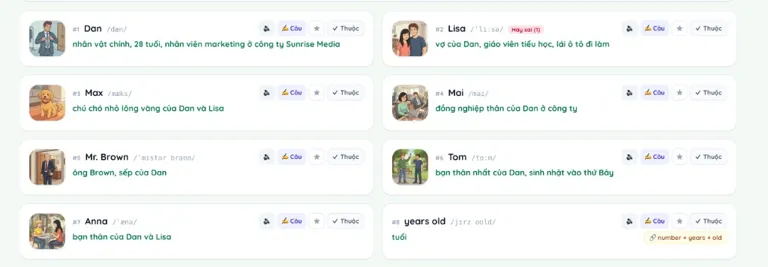 #1 Dan /dæn/ Câu Thuộc
nhân vật chính, 28 tuổi, nhân viên marketing ở công ty Sunrise Media
#2 Lisa /ˈliːsə/ Hay sai (1) Câu Thuộc
vợ của Dan, giáo viên tiểu học, lái ô tô đi làm
#3 Max /mæks/ Câu Thuộc
chú chó nhỏ lông vàng của Dan và Lisa
#4 Mai /maɪ/ Câu Thuộc
đồng nghiệp thân của Dan ở công ty
#5 Mr. Brown /ˈmɪstər braʊn/ Câu Thuộc
ông Brown, sếp của Dan
#6 Tom /tɑːm/ Câu Thuộc
bạn thân nhất của Dan, sinh nhật vào thứ Bảy
#7 Anna /ˈænə/ Câu Thuộc
bạn thân của Dan và Lisa
#8 years old /jɪrz oʊld/ Câu Thuộc
tuổi
number + years + old